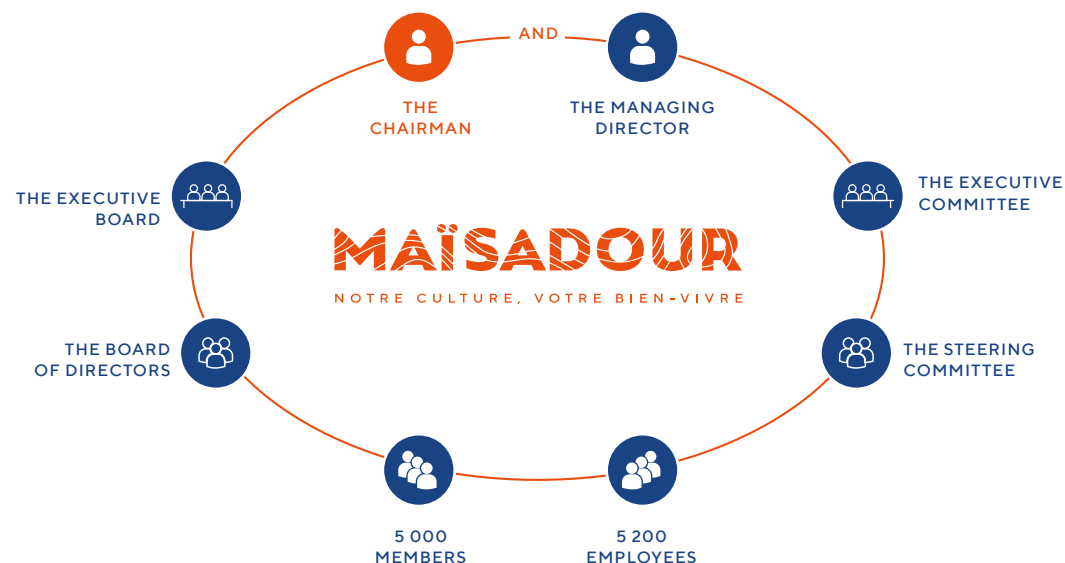 AND
THE
CHAIRMAN
THE MANAGING
DIRECTOR
THE EXECUTIVE
BOARD
THE EXECUTIVE
COMMITTEE
MAÏSADOUR
NOTRE CULTURE, VOTRE BIEN-VIVRE
THE BOARD
OF DIRECTORS
THE STEERING
COMMITTEE
5 000
MEMBERS
5 200
EMPLOYEES